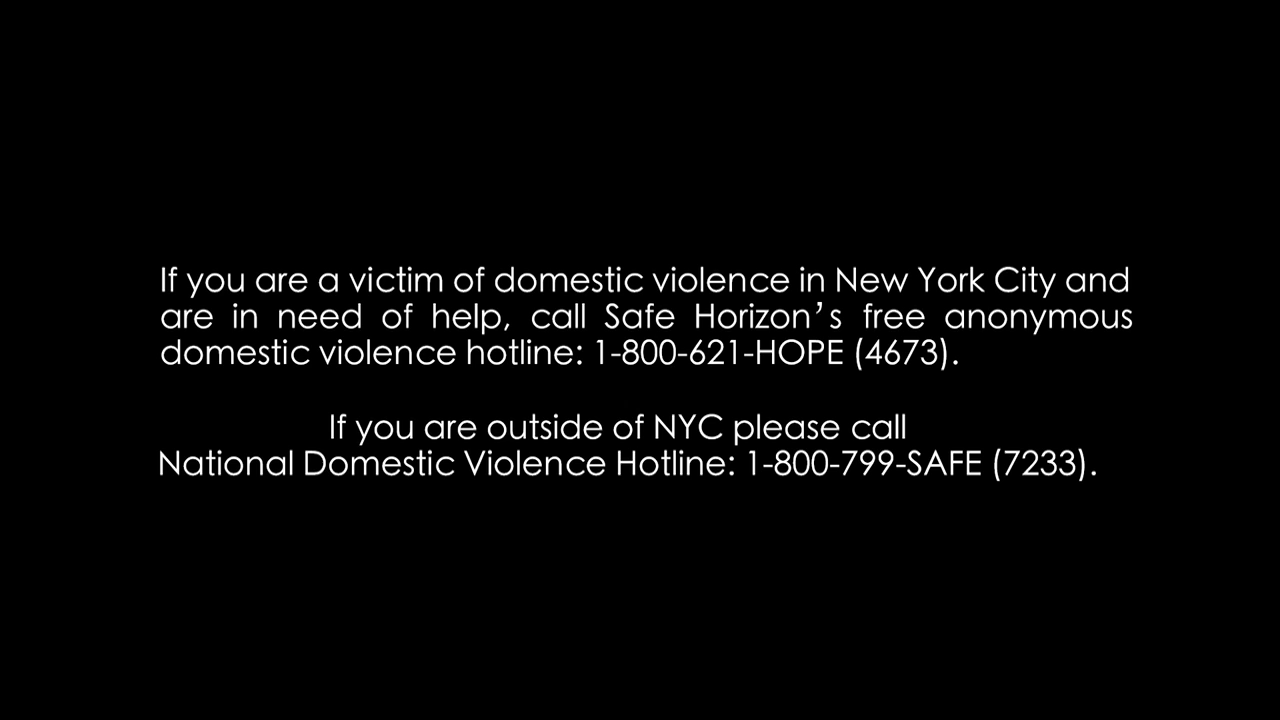 If you are a victim of domestic violence in New York City and
are in need of help, call Safe Horizon’s free anonymous
domestic violence hotline: 1-800-621-HOPE (4673).
If you are outside of NYC please call
National Domestic Violence Hotline: 1-800-799-SAFE (7233).